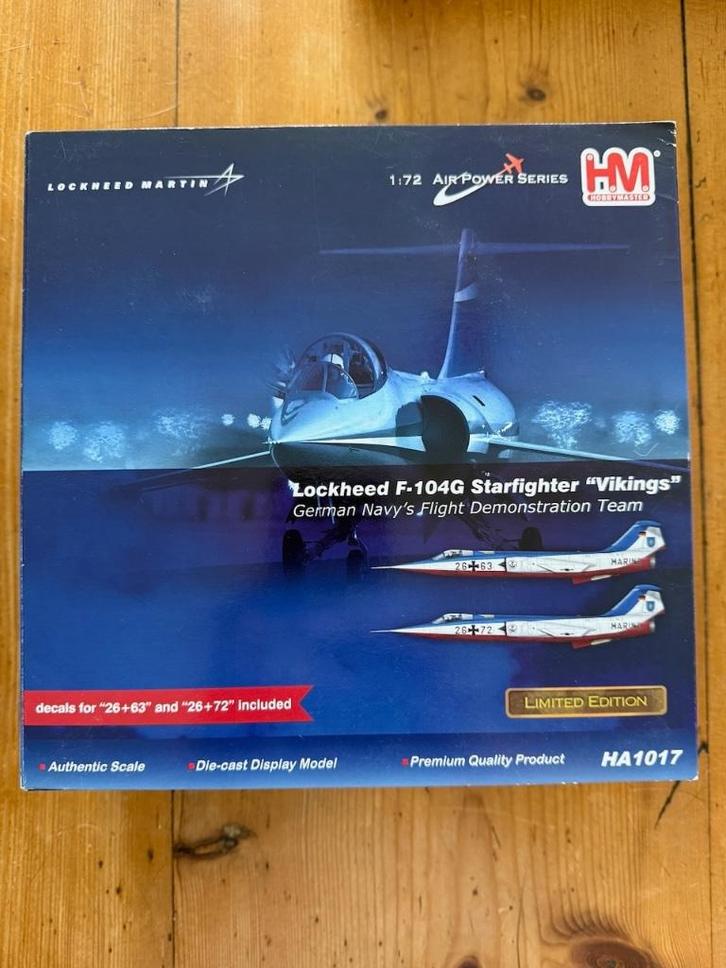 LOCKHEED MARTIN
1:72 AIR POWER SERIES
HM
HOBBYMASTER
Lockheed F-104G Starfighter “Vikings”
German Navy's Flight Demonstration Team
26 63 MARINE
26 72 MARINE
decals for “26+63” and “26+72” included
LIMITED EDITION
Authentic Scale
Die-cast Display Model
Premium Quality Product
HA1017